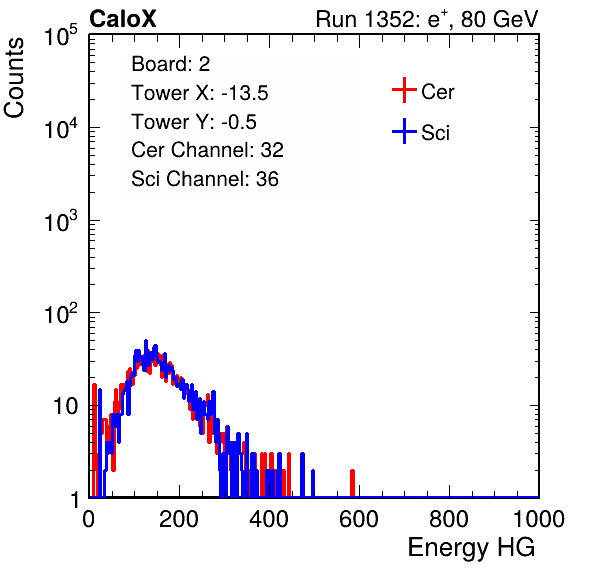 CaloX Run 1352: e⁺, 80 GeV
Counts
10⁵
10⁴
10³
10²
10
1
Board: 2
Tower X: -13.5
Tower Y: -0.5
Cer Channel: 32
Sci Channel: 36
Cer
Sci
0 200 400 600 800 1000
Energy HG